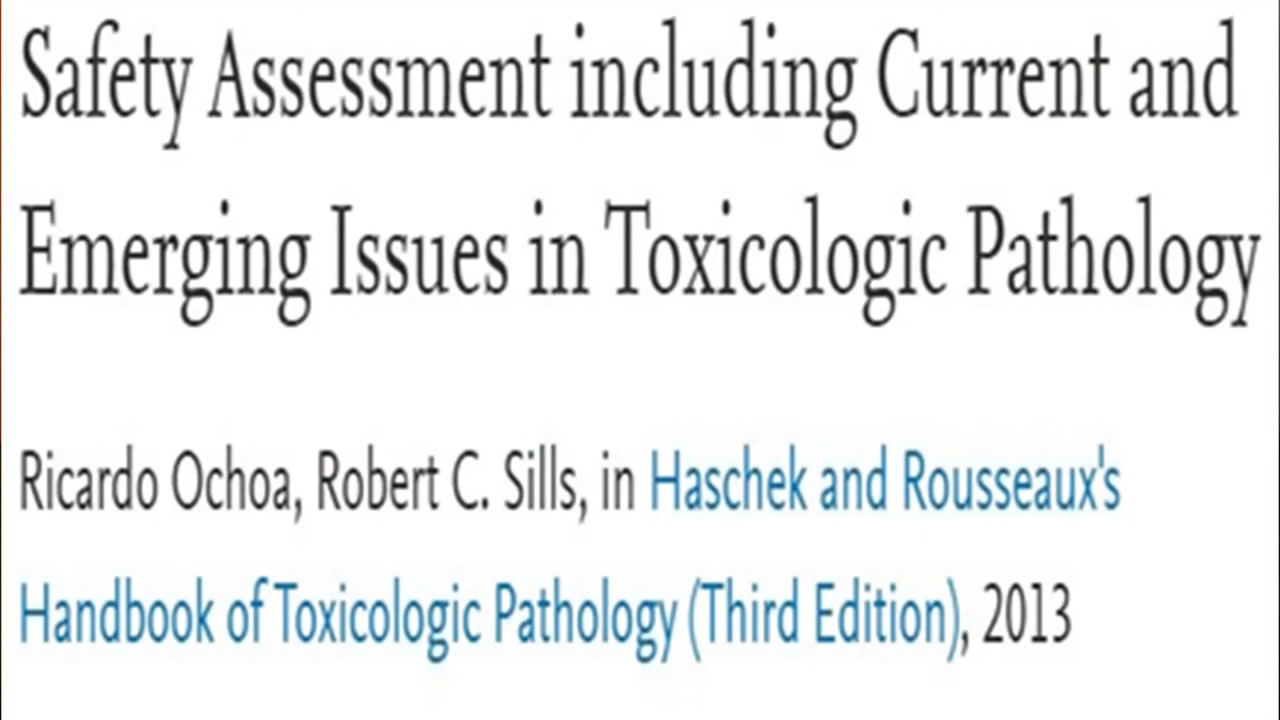 Safety Assessment including Current and
Emerging Issues in Toxicologic Pathology
Ricardo Ochoa, Robert C. Sills, in Haschek and Rousseaux's
Handbook of Toxicologic Pathology (Third Edition), 2013